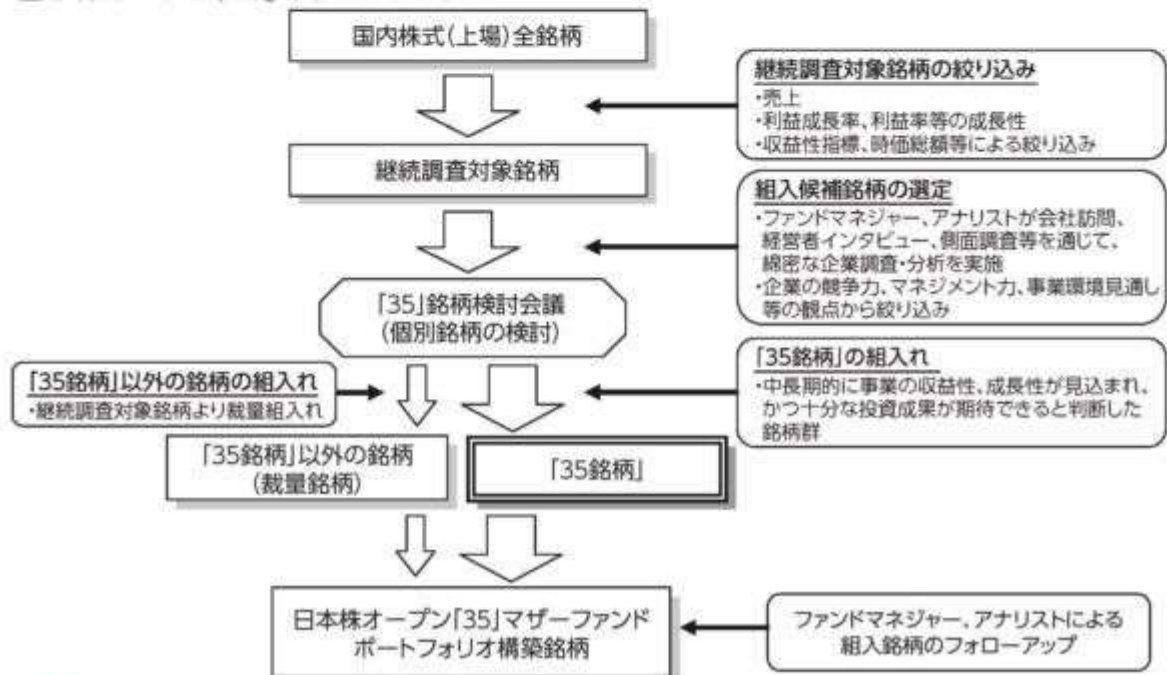 国内株式(上場)全銘柄
継続調査対象銘柄の絞り込み
・売上
・利益成長率、利益率等の成長性
・収益性指標、時価総額等による絞り込み
継続調査対象銘柄
組入候補銘柄の選定
・ファンドマネジャー、アナリストが会社訪問、
経営者インタビュー、側面調査等を通じて、
綿密な企業調査・分析を実施
・企業の競争力、マネジメント力、事業環境見通し
等の観点から絞り込み
「35」銘柄検討会議
(個別銘柄の検討)
「35銘柄」以外の銘柄の組入れ
・継続調査対象銘柄より裁量組入れ
「35銘柄」の組入れ
・中長期的に事業の収益性、成長性が見込まれ、
かつ十分な投資成果が期待できると判断した
銘柄群
「35銘柄」以外の銘柄
(裁量銘柄)
「35銘柄」
日本株オープン「35」マザーファンド
ポートフォリオ構築銘柄
ファンドマネジャー、アナリストによる
組入銘柄のフォローアップ